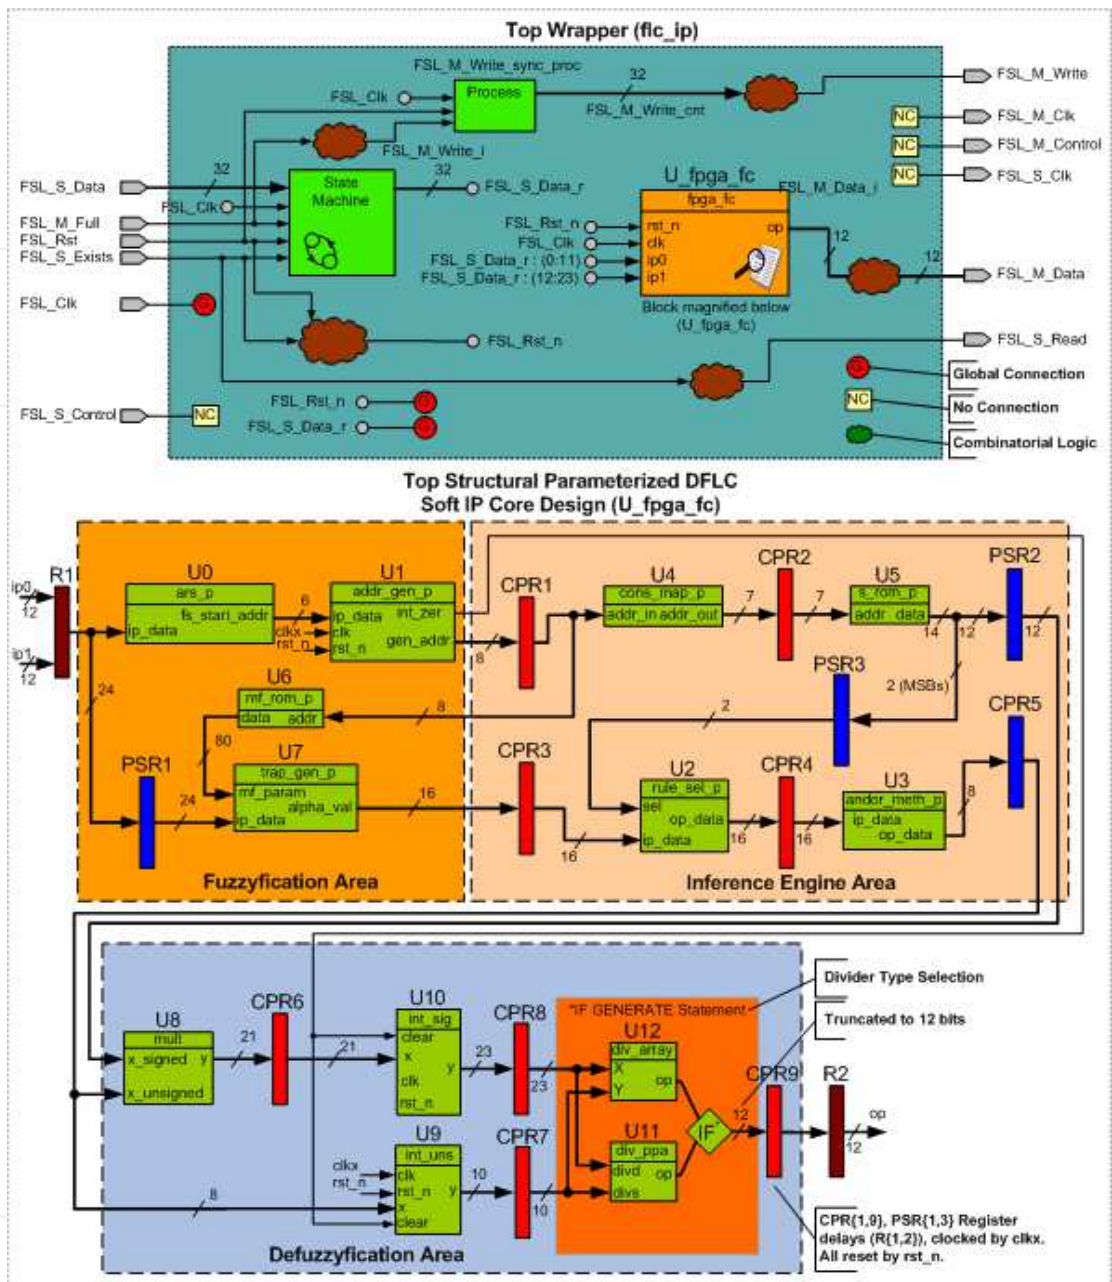 Top Wrapper (flc_ip)
FSL_M_Write_sync_proc
Process
FSL_Clk
32
FSL_M_Write_cnt
FSL_M_Write_i
FSL_M_Write
NC
FSL_M_Clk
NC
FSL_M_Control
NC
FSL_S_Clk
FSL_S_Data
32
State
Machine
32
FSL_S_Data_r
FSL_Clk
FSL_M_Full
FSL_Rst
FSL_S_Exists
U_fpga_fc
FSL_M_Data_i
fpga_fc
FSL_Rst_n
rst_n
op
FSL_Clk
clk
FSL_S_Data_r : (0:11)
ip0
FSL_S_Data_r : (12:23)
ip1
12
12
FSL_M_Data
Block magnified below
(U_fpga_fc)
FSL_Clk
G
FSL_Rst_n
FSL_S_Read
G
Global Connection
FSL_S_Control
NC
FSL_Rst_n
G
FSL_S_Data_r
G
NC
No Connection
Combinatorial Logic
Top Structural Parameterized DFLC
Soft IP Core Design (U_fpga_fc)
R1
ip0
12
ip1
12
24
U0
ars_p
fs_start_addr
ip_data
6
U1
addr_gen_p
ip_data
int_zer
clkx
clk
rst_n
rst_n
gen_addr
8
CPR1
U4
cons_map_p
addr_in addr_out
7
CPR2
7
U5
s_rom_p
addr data
14
12
PSR2
12
2 (MSBs)
U6
mf_rom_p
data addr
8
80
PSR3
2
CPR5
PSR1
24
U7
trap_gen_p
mf_param
alpha_val
ip_data
16
CPR3
16
U2
rule_sel_p
sel
op_data
ip_data
16
CPR4
16
U3
andor_meth_p
ip_data
op_data
8
Fuzzyfication Area
Inference Engine Area
U8
mult
x_signed y
x_unsigned
21
CPR6
21
U10
int_sig
clear
x
y
clk
rst_n
23
CPR8
23
"IF GENERATE Statement
U12
div_array
X
op
Y
U11
div_ppa
divd
op
divs
IF
12
CPR9
R2
op
12
Divider Type Selection
Truncated to 12 bits
U9
int_uns
clkx
clk
rst_n
rst_n
y
x
clear
10
CPR7
10
8
Defuzzyfication Area
CPR{1,9}, PSR{1,3} Register
delays (R{1,2}), clocked by clkx.
All reset by rst_n.